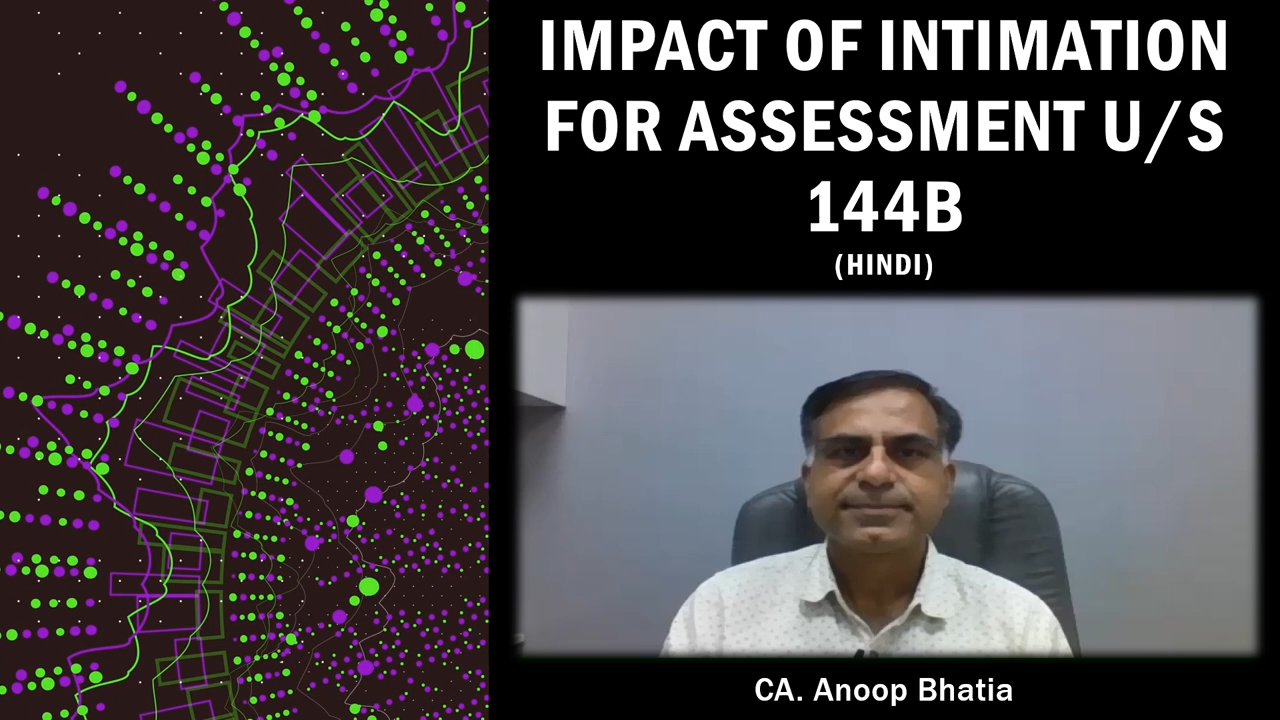 IMPACT OF INTIMATION
FOR ASSESSMENT U/S
144B
(HINDI)
CA. Anoop Bhatia